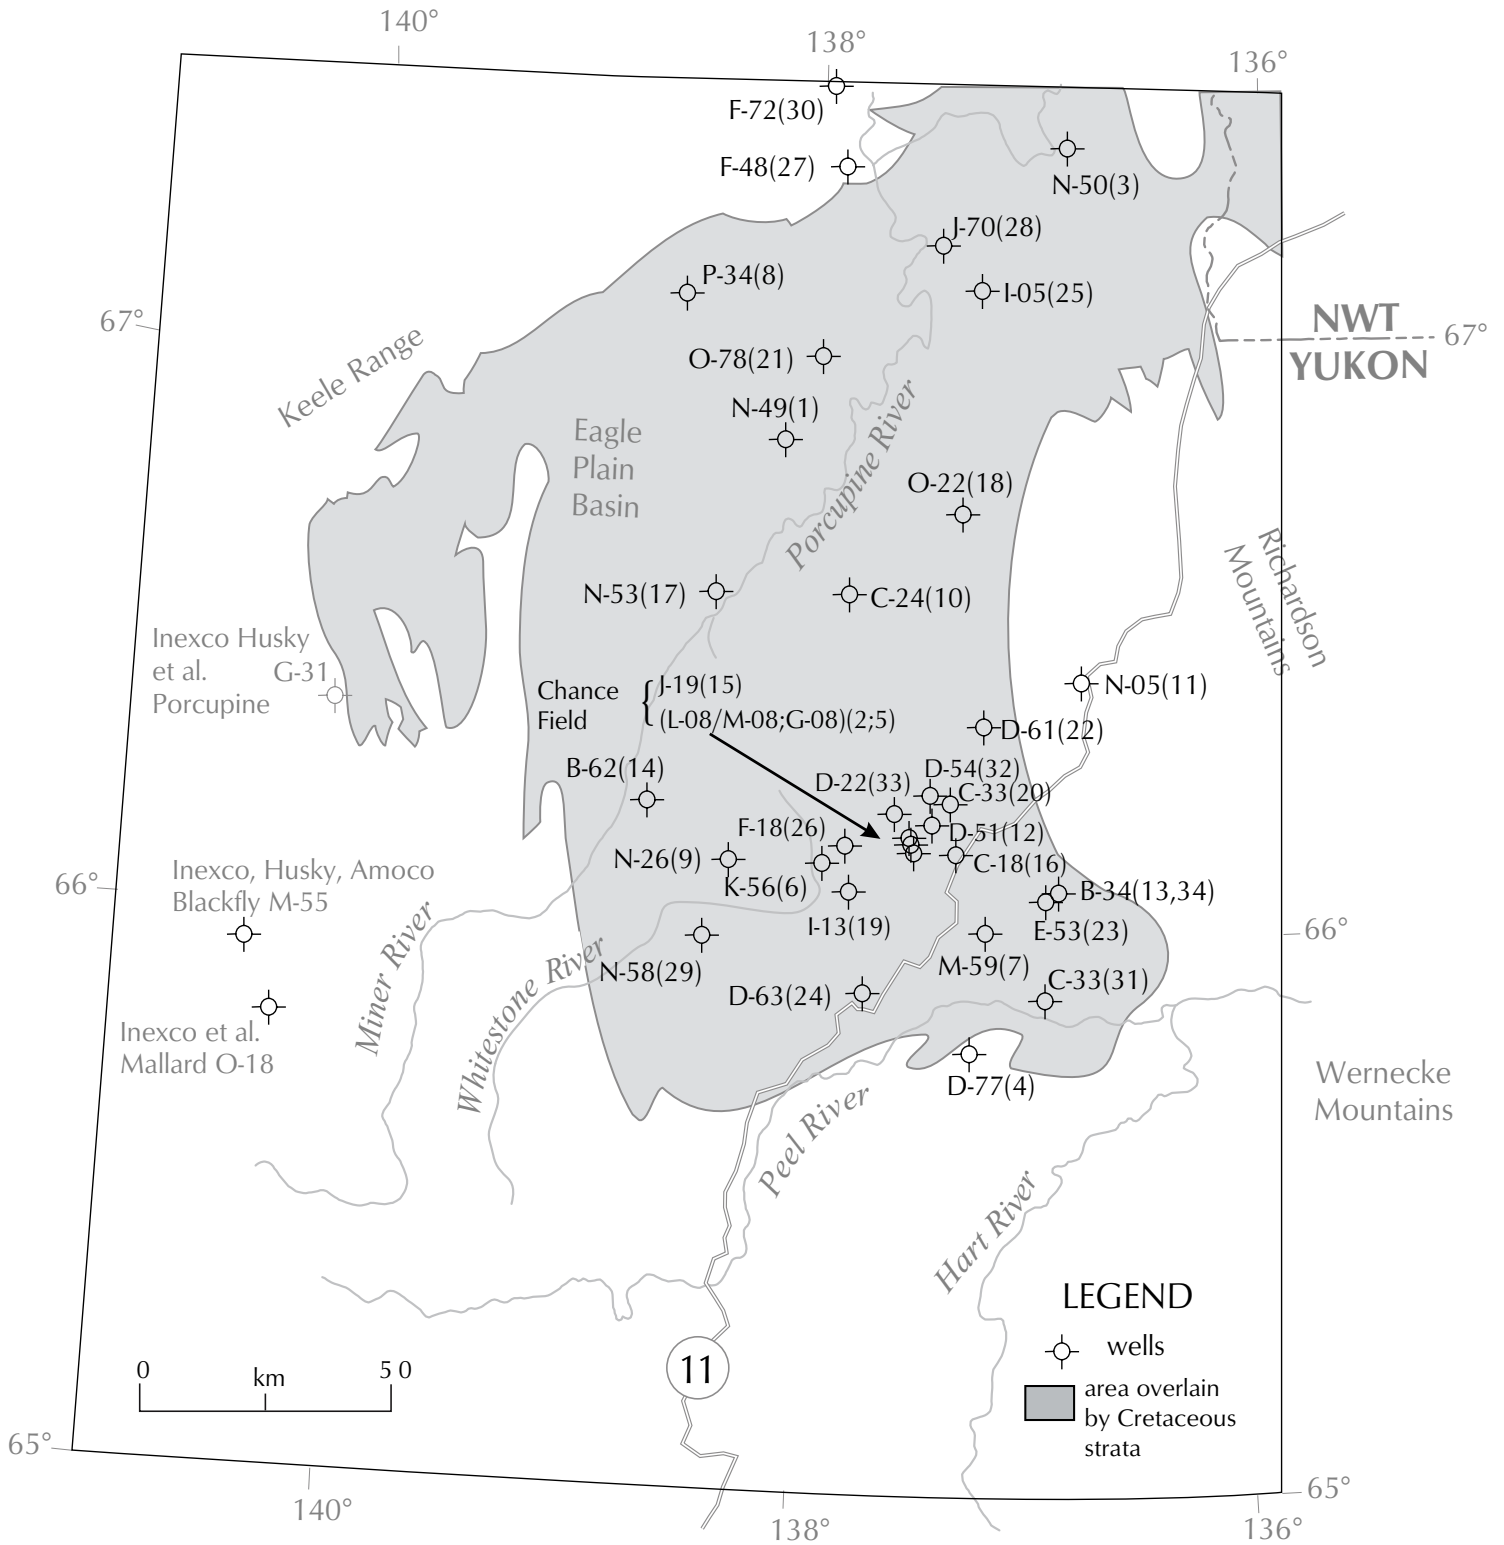 140°
138°
136°
F-72(30)
F-48(27)
N-50(3)
J-70(28)
P-34(8)
I-05(25)
67°
NWT
67°
YUKON
Keele Range
O-78(21)
N-49(1)
Eagle
Plain
Basin
Porcupine River
O-22(18)
Richardson
Mountains
N-53(17)
C-24(10)
Inexco Husky
et al. G-31
Porcupine
Chance
Field
{
J-19(15)
(L-08/M-08;G-08)(2;5)
N-05(11)
D-61(22)
B-62(14)
D-22(33)
D-54(32)
C-33(20)
F-18(26)
D-51(12)
N-26(9)
C-18(16)
K-56(6)
B-34(13,34)
Inexco, Husky, Amoco
Blackfly M-55
66°
I-13(19)
E-53(23)
66°
Miner River
Whitestone River
N-58(29)
M-59(7)
D-63(24)
C-33(31)
Inexco et al.
Mallard O-18
D-77(4)
Wernecke
Mountains
Peel River
Hart River
LEGEND
wells
area overlain
by Cretaceous
strata
0 km 5 0
11
65°
65°
140°
138°
136°